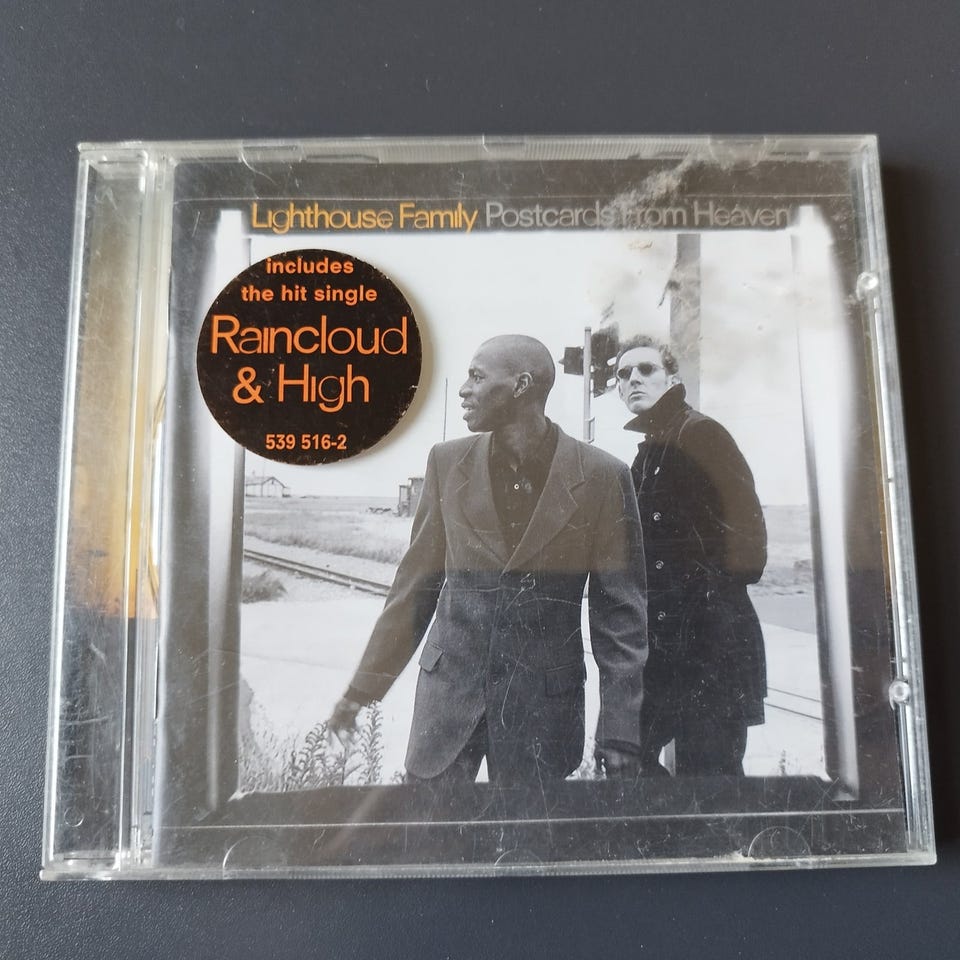 Lighthouse Family Postcards From Heaven
includes
the hit single
Raincloud
& High
539 516-2